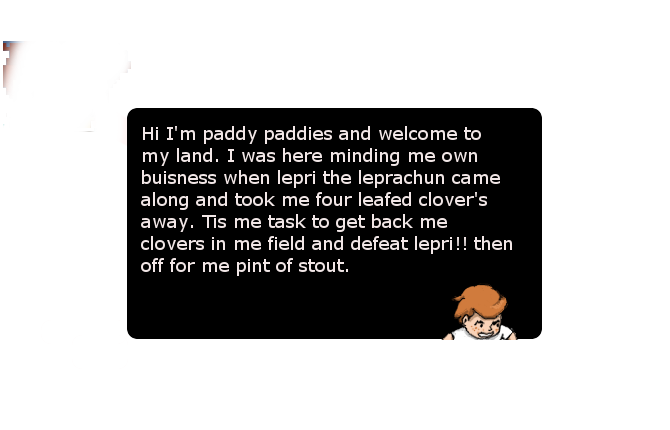 Hi I'm paddy paddies and welcome to
my land. I was here minding me own
buisness when lepri the leprachun came
along and took me four leafed clover's
away. Tis me task to get back me
clovers in me field and defeat lepri!! then
off for me pint of stout.